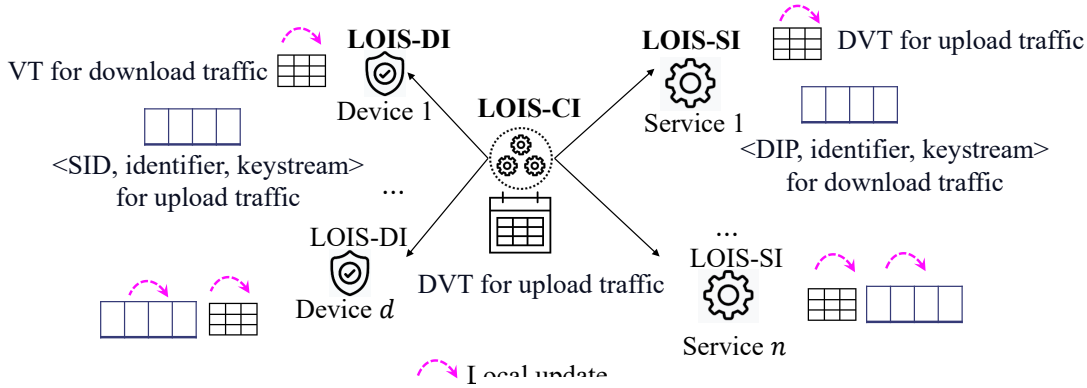 LOIS-DI
VT for download traffic
Device 1
<SID, identifier, keystream>
for upload traffic
...
LOIS-CI
LOIS-SI
DVT for upload traffic
Service 1
<DIP, identifier, keystream>
for download traffic
...
LOIS-DI
Device d
DVT for upload traffic
LOIS-SI
Service n
Local update